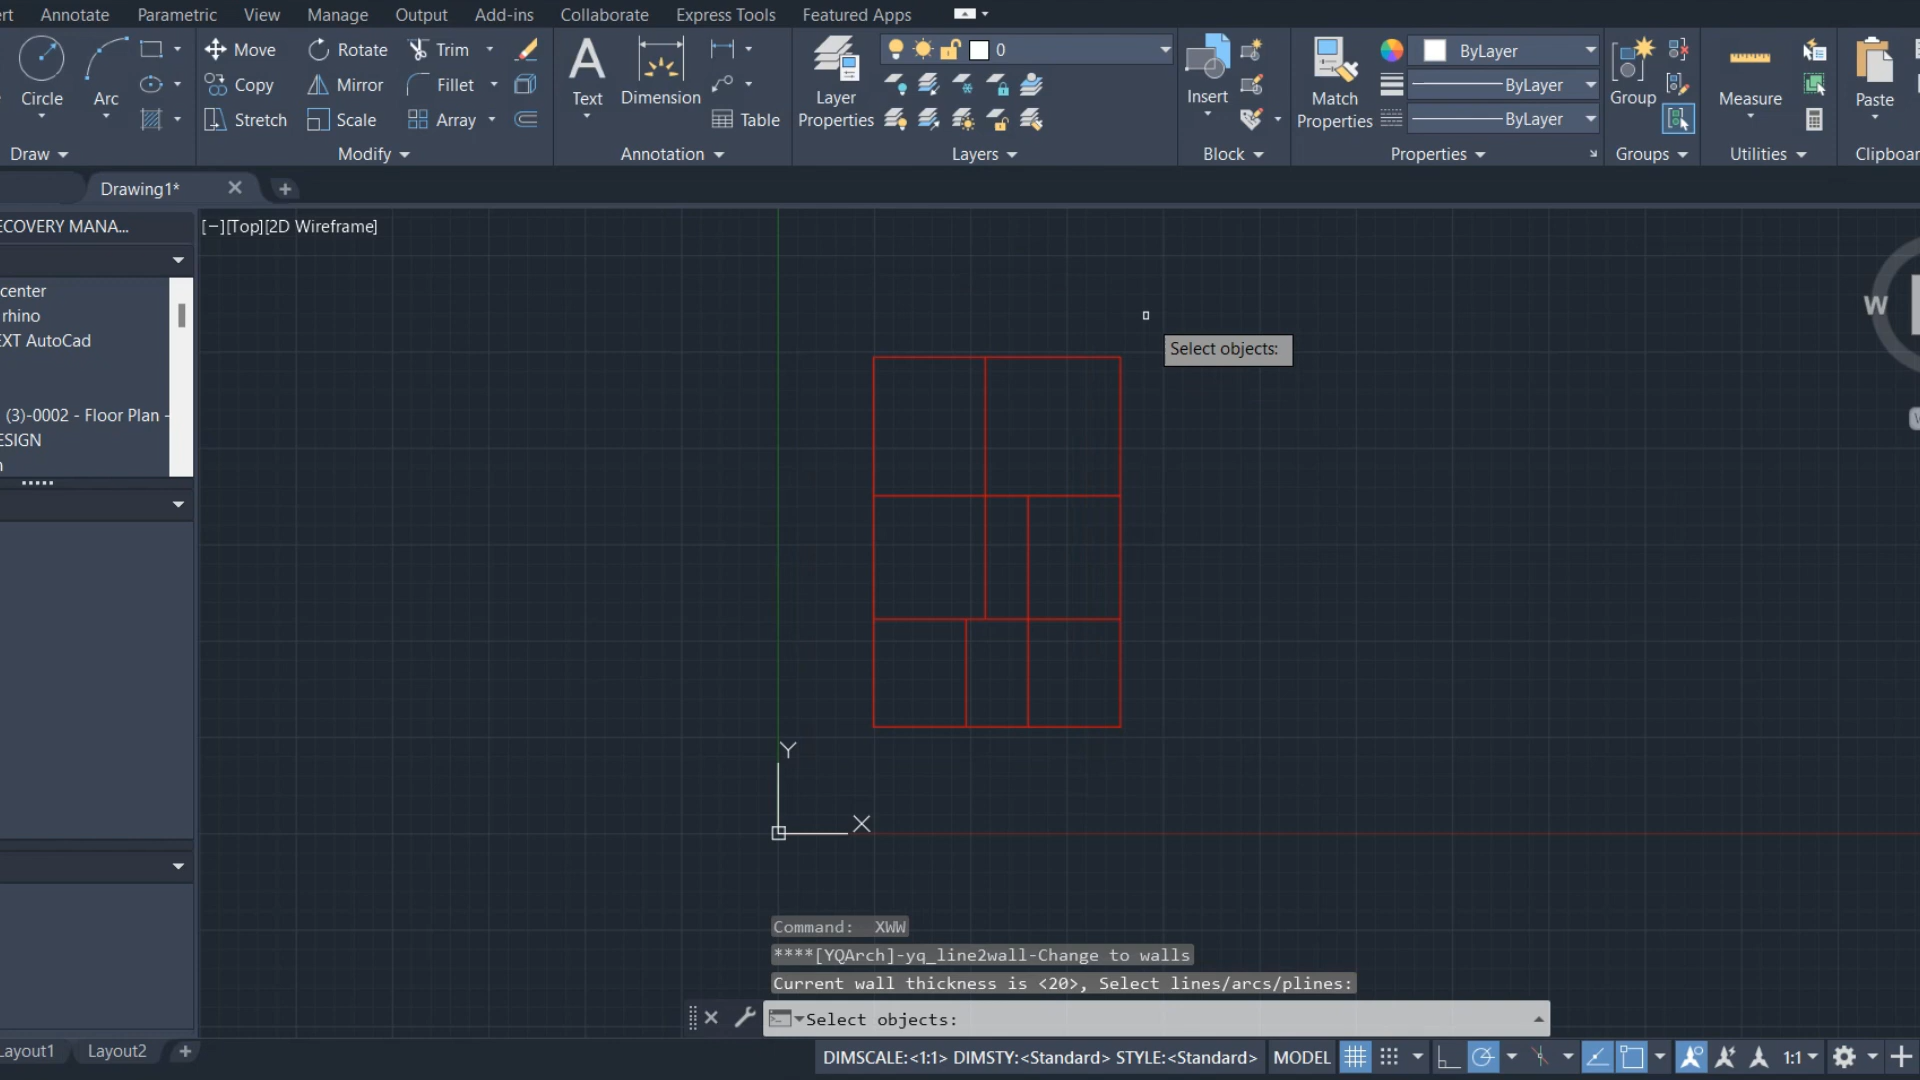 rt Annotate Parametric View Manage Output Add-ins Collaborate Express Tools Featured Apps
Circle Arc Move Rotate Trim Text Dimension Layer Properties 0 Insert Match Properties ByLayer Group Measure Paste
Copy Mirror Fillet ByLayer
Stretch Scale Array Table ByLayer
Draw Modify Annotation Layers Block Properties Groups Utilities Clipboar
Drawing1*
ECOVERY MANA...
[−][Top][2D Wireframe]
center
rhino
EXT AutoCad
(3)-0002 - Floor Plan -
ESIGN
n
W
Select objects:
Y
X
Command: XWW
****[YQArch]-yq_line2wall-Change to walls
Current wall thickness is <20>, Select lines/arcs/plines:
Select objects:
Layout1 Layout2
DIMSCALE:<1:1> DIMSTY:<Standard> STYLE:<Standard> MODEL 1:1